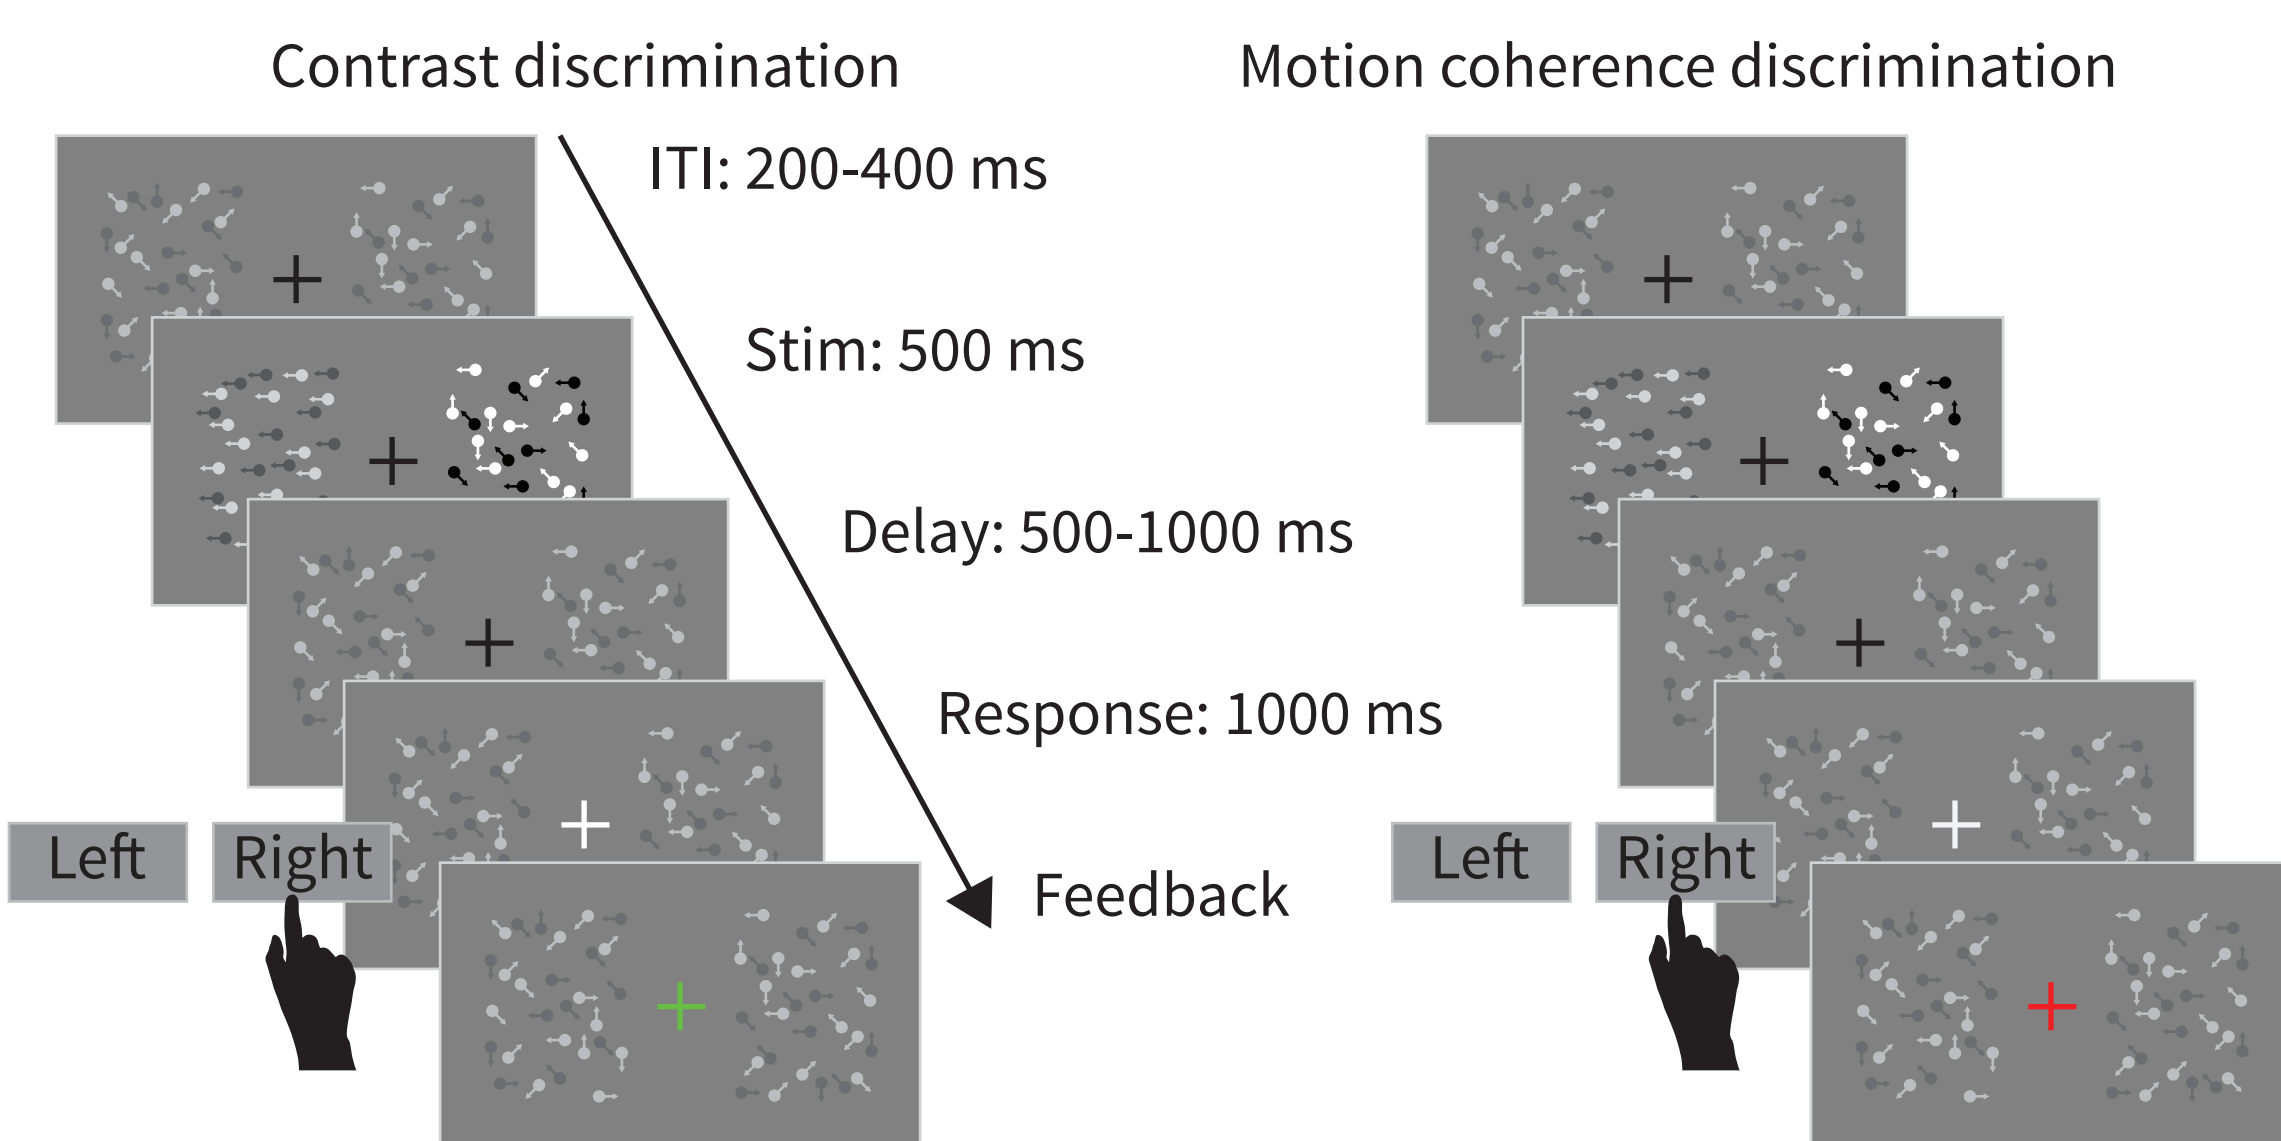 Contrast discrimination
Motion coherence discrimination
ITI: 200-400 ms
Stim: 500 ms
Delay: 500-1000 ms
Response: 1000 ms
Left
Right
Feedback
Left
Right